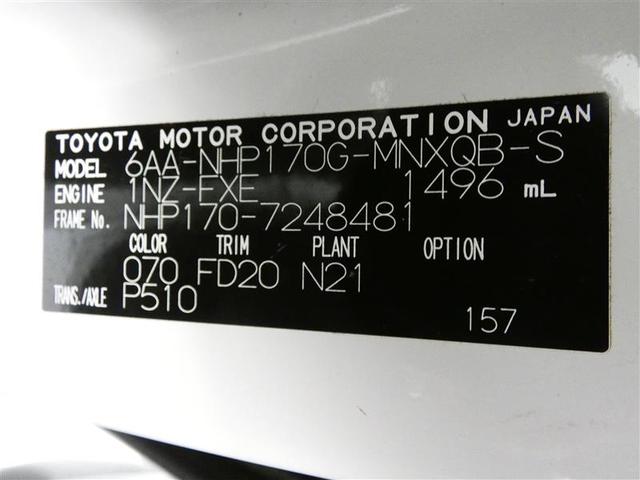 TOYOTA MOTOR CORPORATION JAPAN
MODEL 6AA-NHP170G-MNXQB-S
ENGINE 1NZ-FXE 1496 mL
FRAME No. NHP170-7248481
COLOR TRIM PLANT OPTION
070 FD20 N21
TRANS./AXLE P510
157